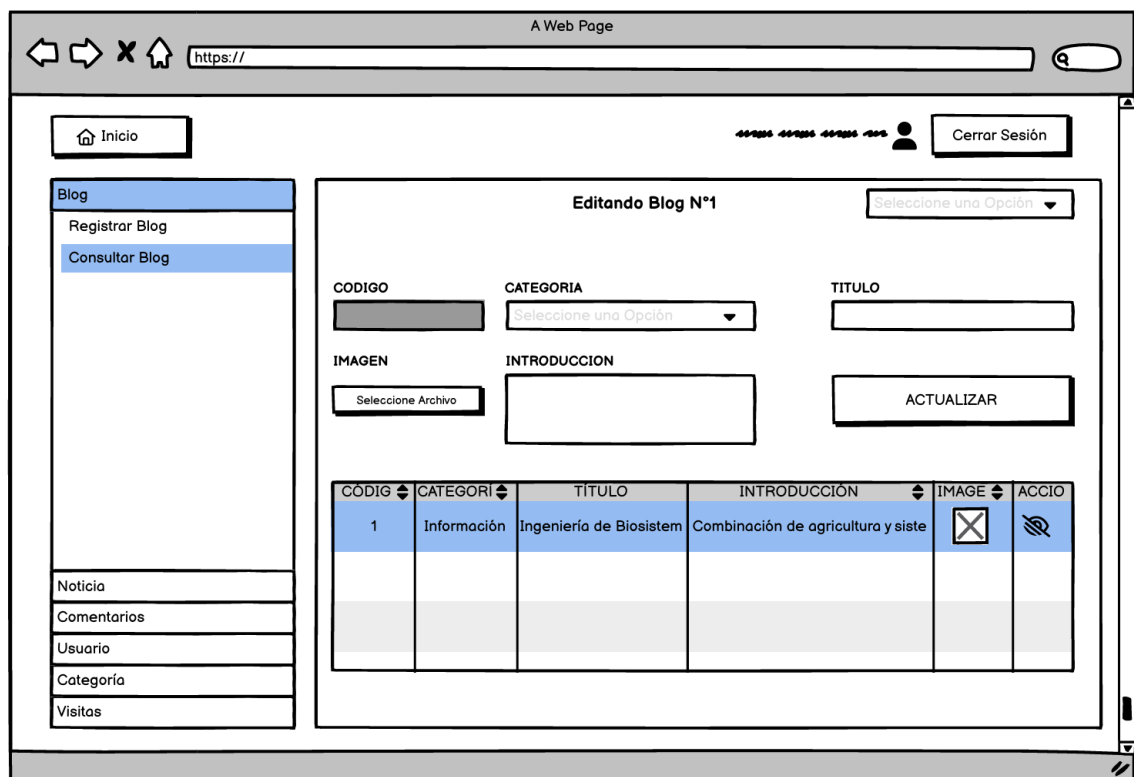 A Web Page
https://
Inicio
Cerrar Sesión
Blog
Registrar Blog
Consultar Blog
Noticia
Comentarios
Usuario
Categoría
Visitas
Editando Blog N°1
Seleccione una Opción
CODIGO
CATEGORIA
TITULO
Seleccione una Opción
IMAGEN
INTRODUCCION
Seleccione Archivo
ACTUALIZAR
CÓDIG CATEGORÍ TÍTULO INTRODUCCIÓN IMAGE ACCIO
1 Información Ingeniería de Biosistem Combinación de agricultura y siste